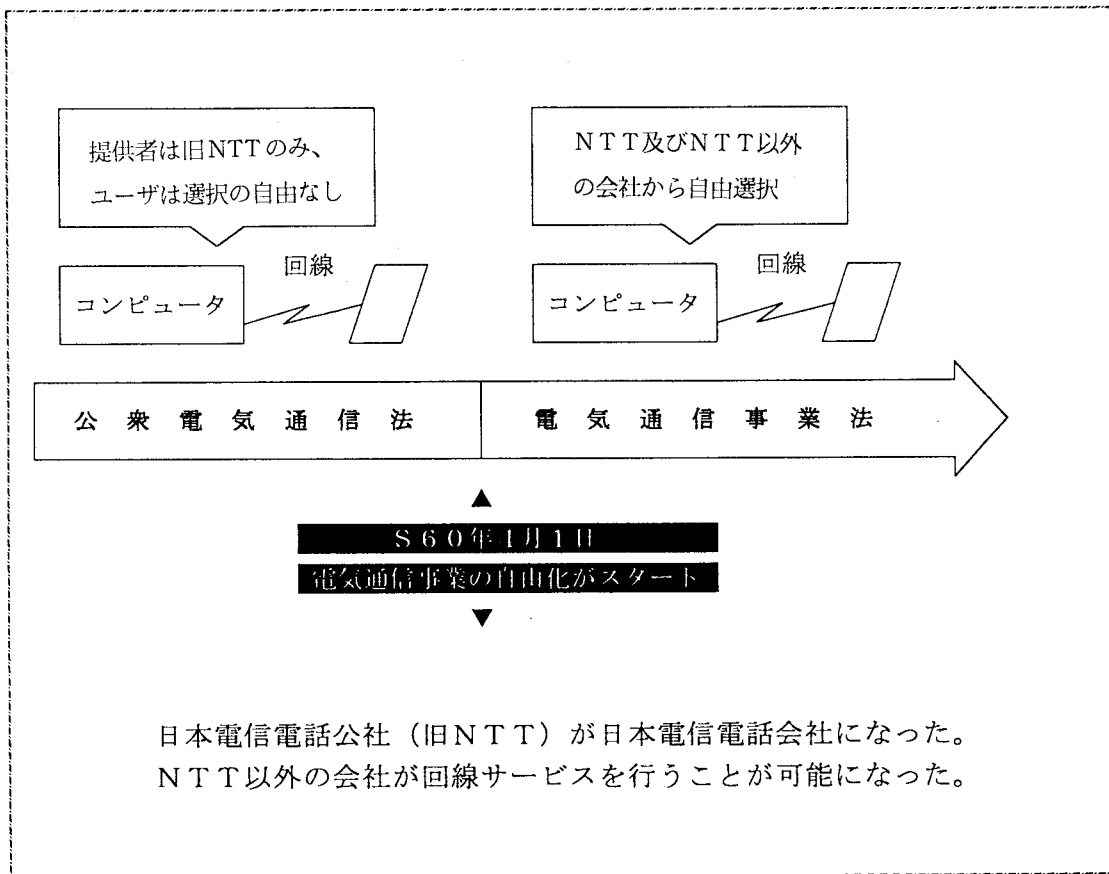 提供者は旧NTTのみ、
ユーザは選択の自由なし
NTT及びNTT以外
の会社から自由選択
回線
コンピュータ
回線
コンピュータ
公衆電気通信法
電気通信事業法
▲
S60年4月1日
電気通信事業の自由化がスタート
▼
日本電信電話公社(旧NTT)が日本電信電話会社になった。
NTT以外の会社が回線サービスを行うことが可能になった。